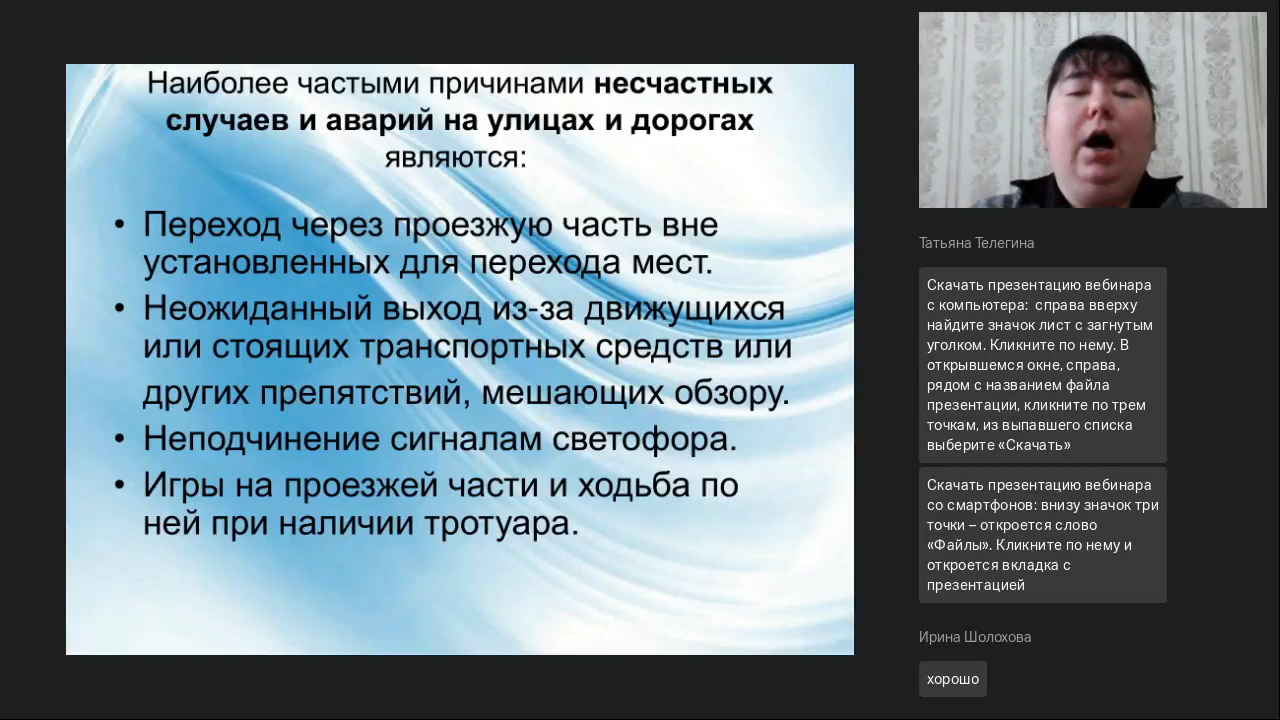 Наиболее частыми причинами несчастных
случаев и аварий на улицах и дорогах
являются:
• Переход через проезжую часть вне
установленных для перехода мест.
• Неожиданный выход из-за движущихся
или стоящих транспортных средств или
других препятствий, мешающих обзору.
• Неподчинение сигналам светофора.
• Игры на проезжей части и ходьба по
ней при наличии тротуара.
Татьяна Телегина
Скачать презентацию вебинара
с компьютера: справа вверху
найдите значок лист с загнутым
уголком. Кликните по нему. В
открывшемся окне, справа,
рядом с названием файла
презентации, кликните по трем
точкам, из выпавшего списка
выберите «Скачать»
Скачать презентацию вебинара
со смартфонов: внизу значок три
точки – откроется слово
«Файлы». Кликните по нему и
откроется вкладка с
презентацией
Ирина Шолохова
хорошо